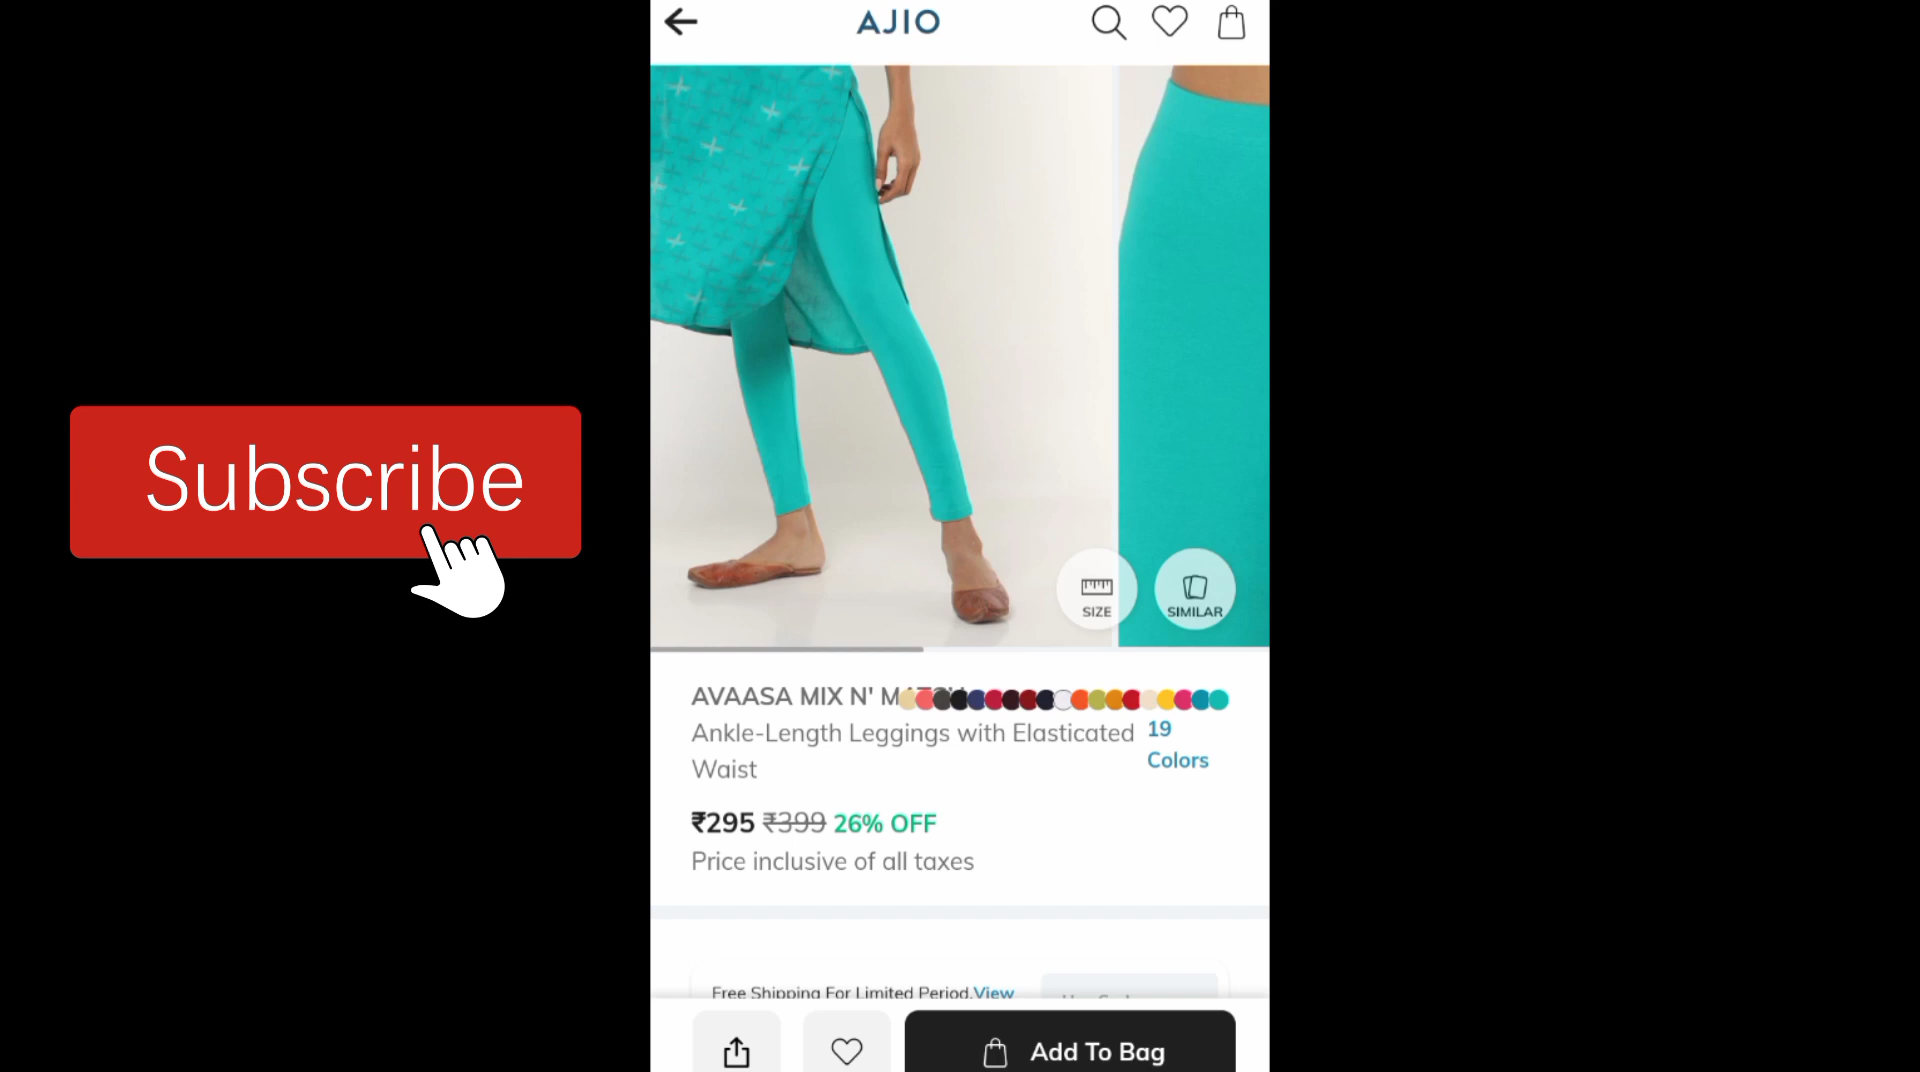 AJIO
Subscribe
SIZE
SIMILAR
AVAASA MIX N'
Ankle-Length Leggings with Elasticated
Waist
19
Colors
₹295 ₹399 26% OFF
Price inclusive of all taxes
Free Shipping For Limited Period.View
Add To Bag